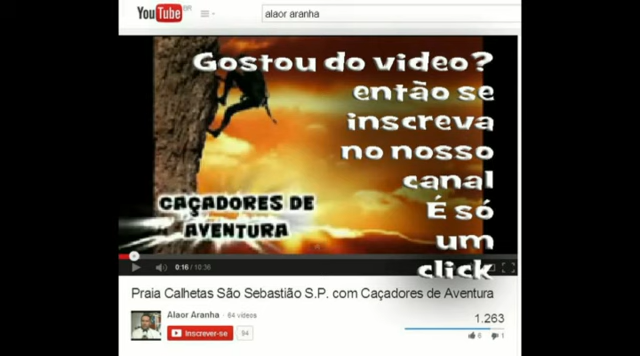 YouTube BR
alaor aranha
Gostou do video?
então se
inscreva
no nosso
canal
É só
um
click
CAÇADORES DE
AVENTURA
0:16 / 10:36
Praia Calhetas São Sebastião S.P. com Caçadores de Aventura
Alaor Aranha · 64 vídeos
Inscrever-se 94
1.263
8 1